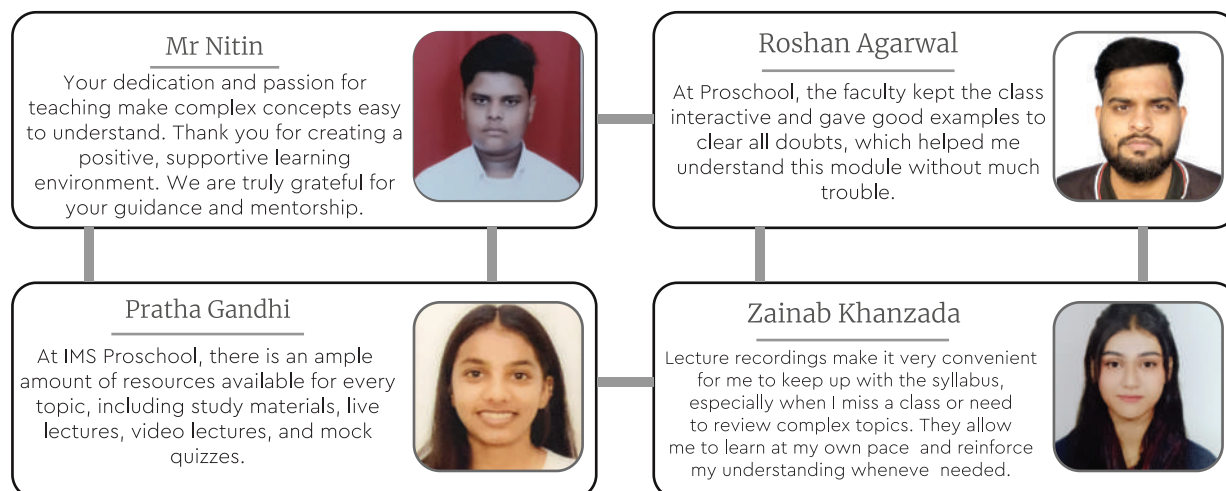 Mr Nitin
Your dedication and passion for
teaching make complex concepts easy
to understand. Thank you for creating a
positive, supportive learning
environment. We are truly grateful for
your guidance and mentorship.
Roshan Agarwal
At Proschool, the faculty kept the class
interactive and gave good examples to
clear all doubts, which helped me
understand this module without much
trouble.
Pratha Gandhi
At IMS Proschool, there is an ample
amount of resources available for every
topic, including study materials, live
lectures, video lectures, and mock
quizzes.
Zainab Khanzada
Lecture recordings make it very convenient
for me to keep up with the syllabus,
especially when I miss a class or need
to review complex topics. They allow
me to learn at my own pace and reinforce
my understanding wheneve needed.